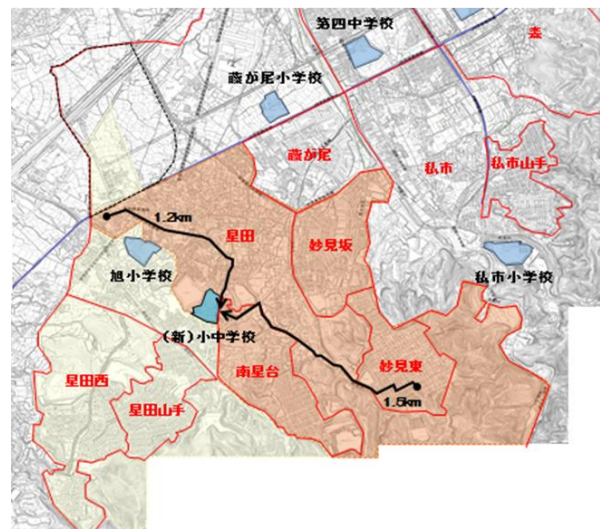 第四中学校
藤が尾小学校
藤が尾
私市
私市山手
1.2km
星田
妙見坂
旭小学校
私市小学校
(新)小中学校
星田西
南星台
妙見東
星田山手
1.5km